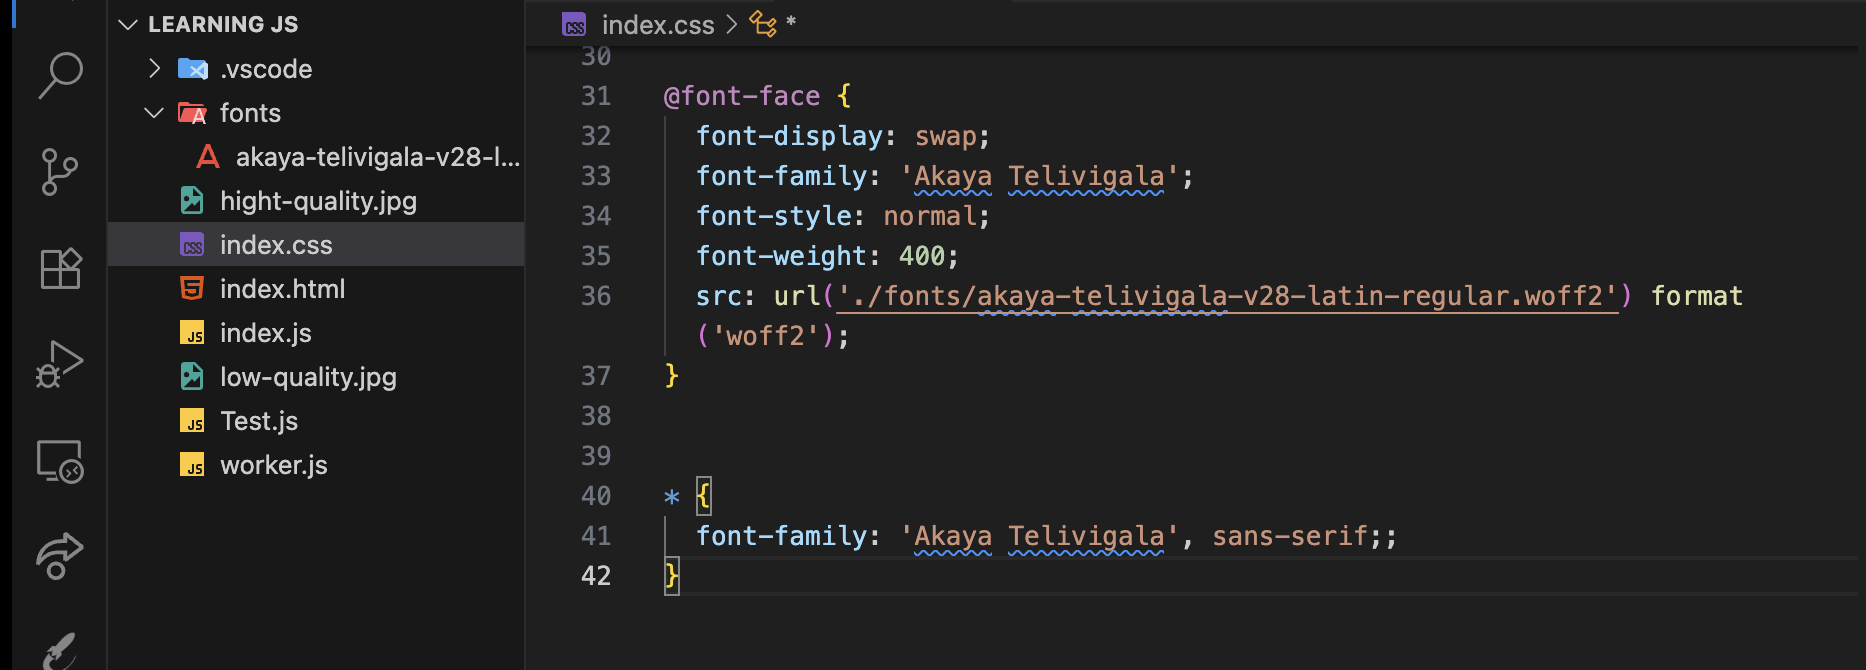 LEARNING JS
.vscode
fonts
akaya-telivigala-v28-l...
hight-quality.jpg
index.css
index.html
index.js
low-quality.jpg
Test.js
worker.js
index.css > *
30
31 @font-face {
32 font-display: swap;
33 font-family: 'Akaya Telivigala';
34 font-style: normal;
35 font-weight: 400;
36 src: url('./fonts/akaya-telivigala-v28-latin-regular.woff2') format
('woff2');
37 }
38
39
40 * {
41 font-family: 'Akaya Telivigala', sans-serif;;
42 }